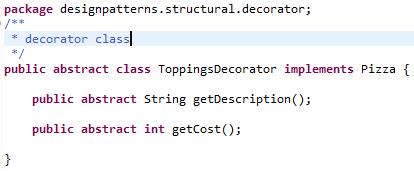 package designpatterns.structural.decorator;
/**
 * decorator class
 */
public abstract class ToppingsDecorator implements Pizza {
    public abstract String getDescription();
    public abstract int getCost();
}